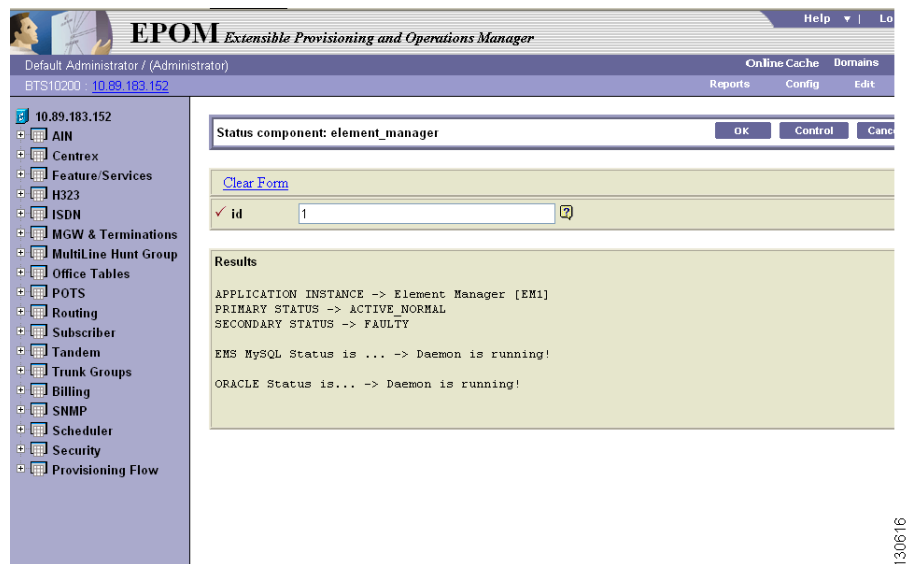 Help ▼ | Lo
EPOM Extensible Provisioning and Operations Manager
Default Administrator / (Administrator)
Online Cache Domains
BTS10200 : 10.89.183.152
Reports Config Edit
10.89.183.152
AIN
Centrex
Feature/Services
H323
ISDN
MGW & Terminations
MultiLine Hunt Group
Office Tables
POTS
Routing
Subscriber
Tandem
Trunk Groups
Billing
SNMP
Scheduler
Security
Provisioning Flow
Status component: element_manager
OK Control Canc
Clear Form
✓ id 1 ?
Results
APPLICATION INSTANCE -> Element Manager [EM1]
PRIMARY STATUS -> ACTIVE_NORMAL
SECONDARY STATUS -> FAULTY
EMS MySQL Status is ... -> Daemon is running!
ORACLE Status is... -> Daemon is running!
130616